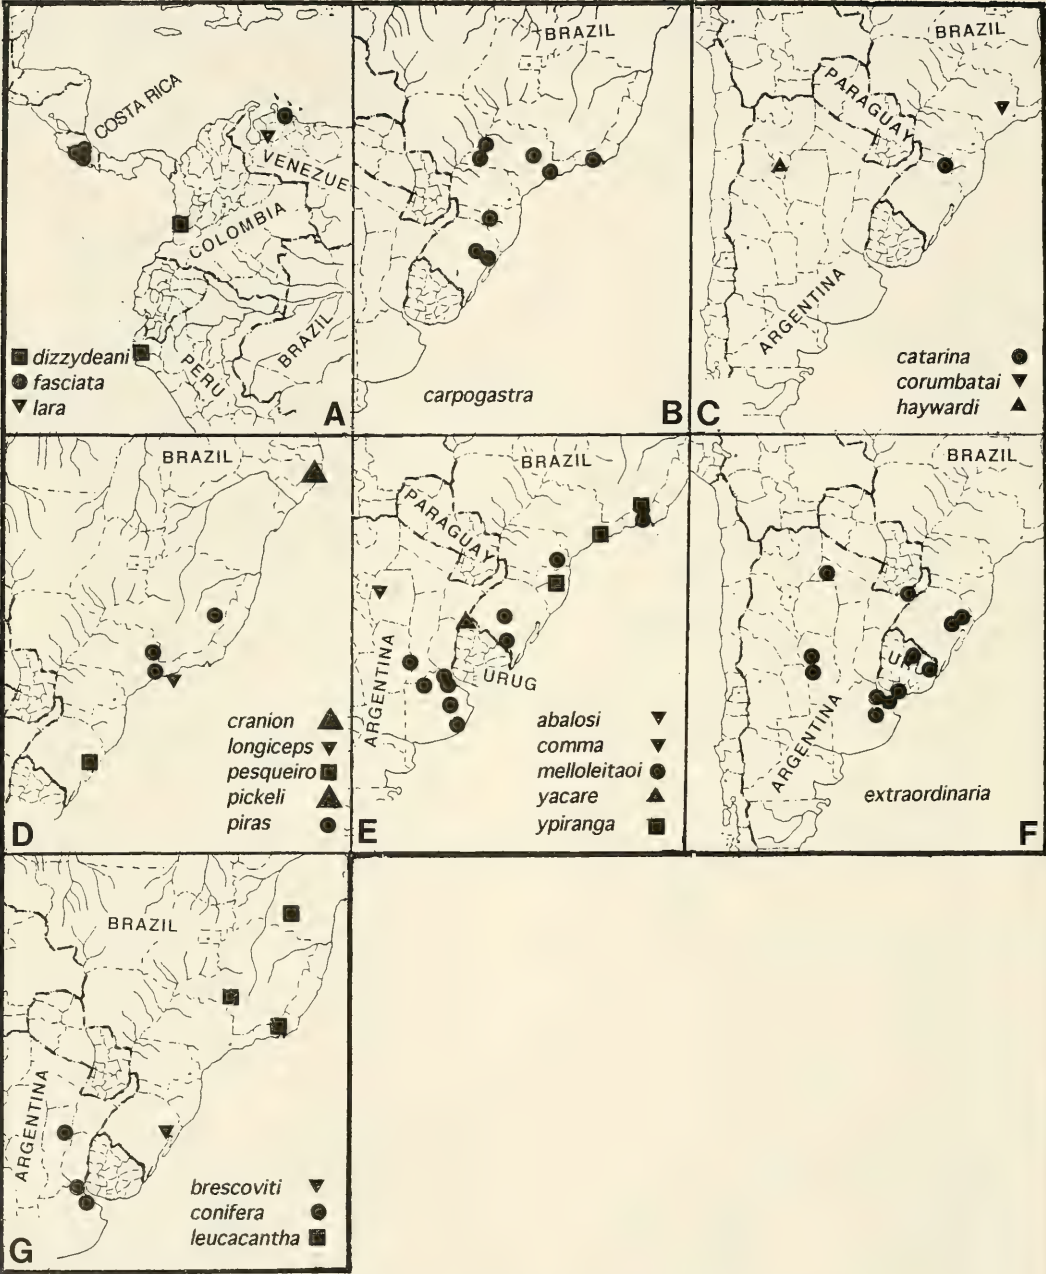 COSTA RICA
VENEZUE
COLOMBIA
BRAZIL
PERU
dizzydeani
fasciata
lara
A
BRAZIL
carpogastra
B
BRAZIL
PARAGUAY
ARGENTINA
catarina
corumbatai
haywardi
C
BRAZIL
cranion
longiceps
pesqueiro
pickeli
piras
D
BRAZIL
PARAGUAY
ARGENTINA
URUG
abalosi
comma
melloleitaoi
yacare
ypiranga
E
BRAZIL
URU
ARGENTINA
extraordinaria
F
BRAZIL
ARGENTINA
brescoviti
conifera
leucacantha
G